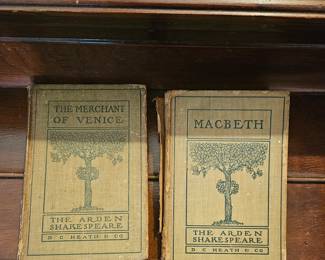 THE MERCHANT
OF VENICE
THE ARDEN
SHAKESPEARE
D C HEATH & CO
MACBETH
THE ARDEN
SHAKESPEARE
D C HEATH & CO